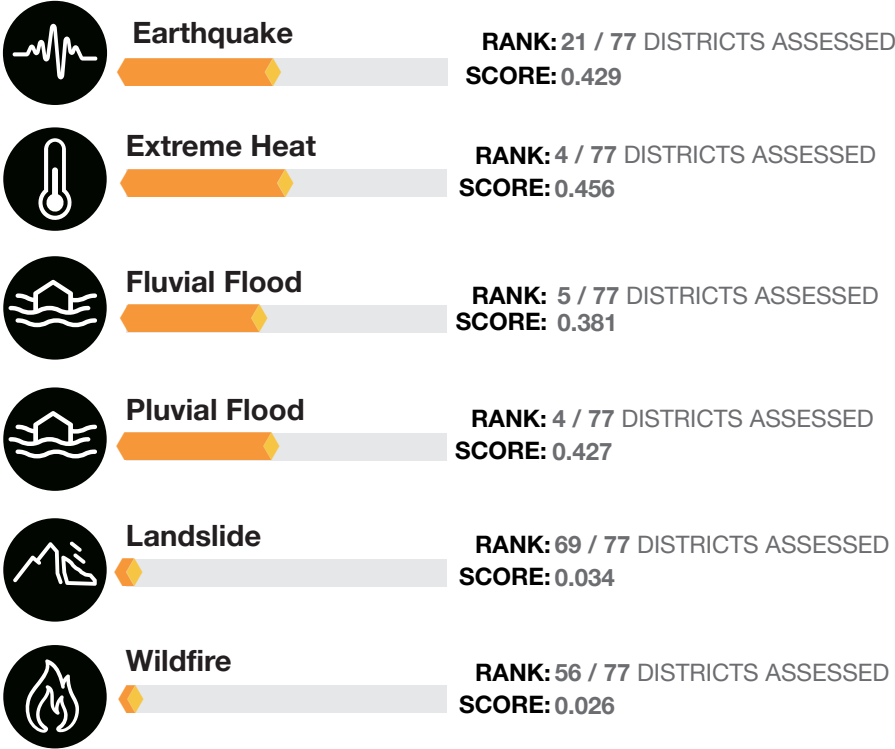 Earthquake
RANK: 21 / 77 DISTRICTS ASSESSED
SCORE: 0.429
Extreme Heat
RANK: 4 / 77 DISTRICTS ASSESSED
SCORE: 0.456
Fluvial Flood
RANK: 5 / 77 DISTRICTS ASSESSED
SCORE: 0.381
Pluvial Flood
RANK: 4 / 77 DISTRICTS ASSESSED
SCORE: 0.427
Landslide
RANK: 69 / 77 DISTRICTS ASSESSED
SCORE: 0.034
Wildfire
RANK: 56 / 77 DISTRICTS ASSESSED
SCORE: 0.026